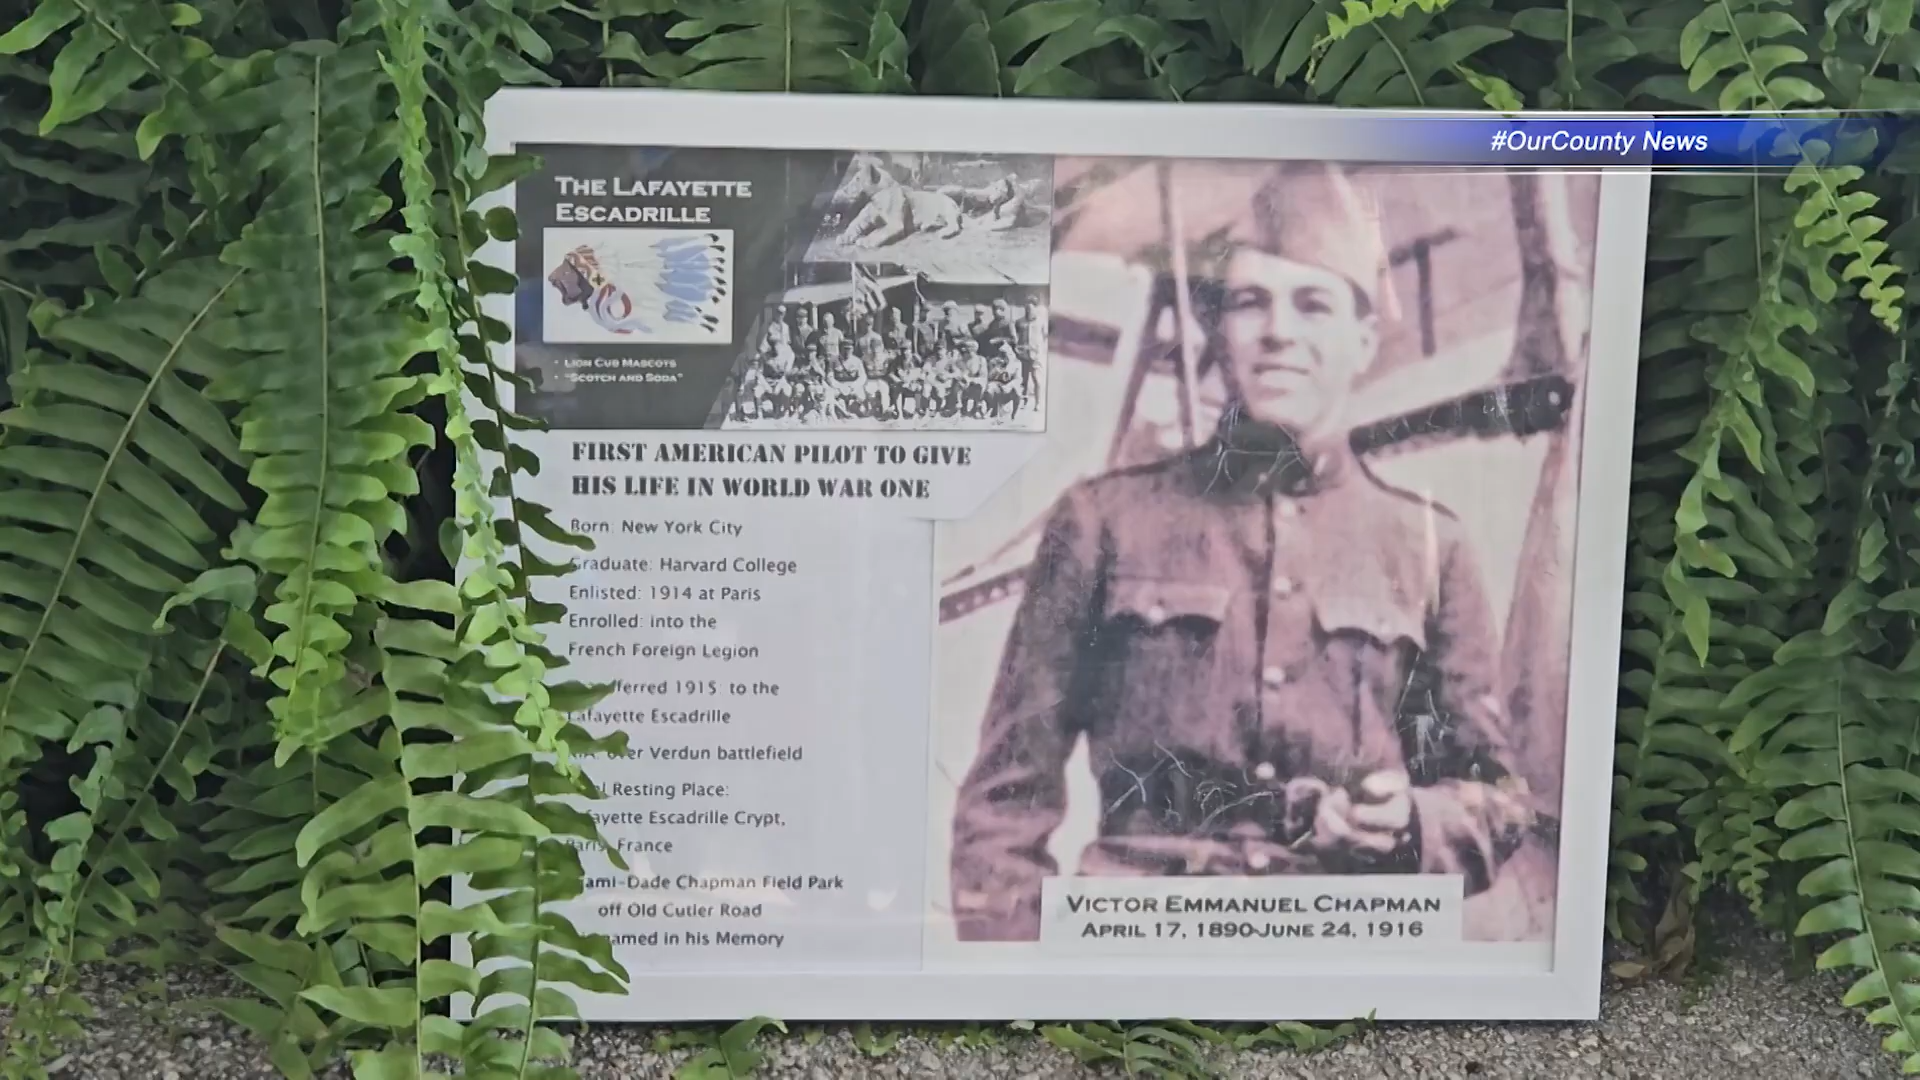 #OurCounty News
THE LAFAYETTE
ESCADRILLE
• LION CUB MASCOTS
• "SCOTCH AND SODA"
FIRST AMERICAN PILOT TO GIVE
HIS LIFE IN WORLD WAR ONE
Born: New York City
Graduate: Harvard College
Enlisted: 1914 at Paris
Enrolled: into the
French Foreign Legion
1915: to the
Lafayette Escadrille
over Verdun battlefield
Resting Place:
Escadrille Crypt,
Paris, France
Chapman Field Park
off Old Cutler Road
in his Memory
VICTOR EMMANUEL CHAPMAN
APRIL 17, 1890-JUNE 24, 1916